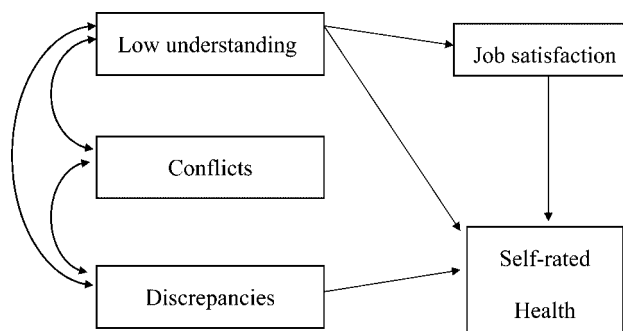 Low understanding
Job satisfaction
Conflicts
Self-rated
Health
Discrepancies